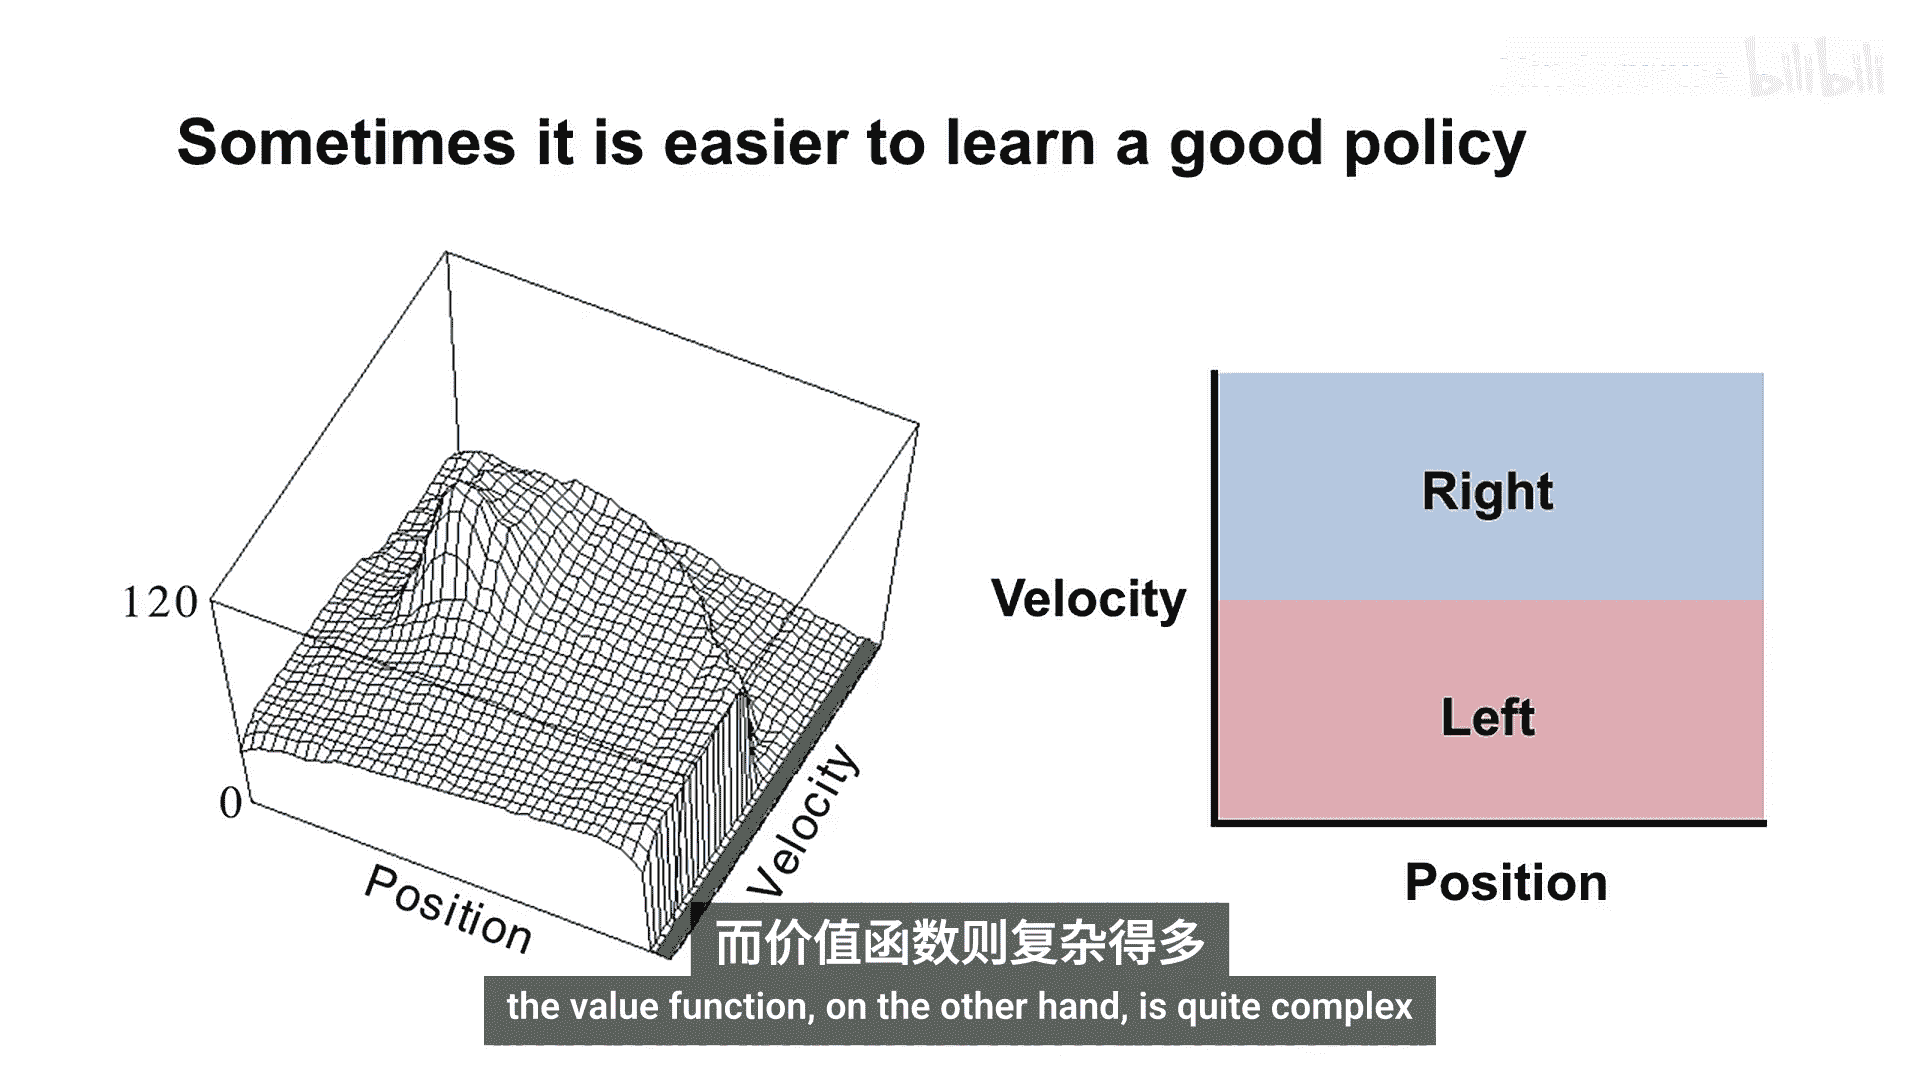 bilibili
Sometimes it is easier to learn a good policy
120
0
Position
Velocity
Velocity
Right
Left
Position
而价值函数则复杂得多
the value function, on the other hand, is quite complex